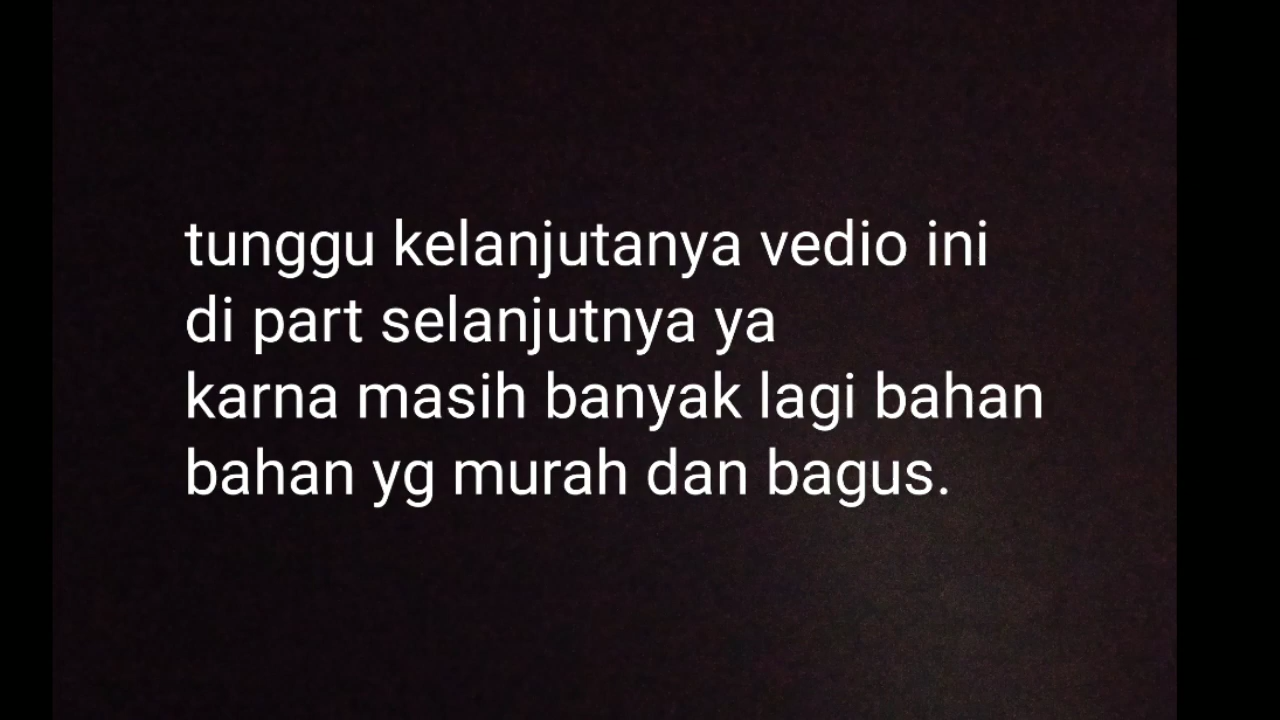 tunggu kelanjutanya vedio ini
di part selanjutnya ya
karna masih banyak lagi bahan
bahan yg murah dan bagus.